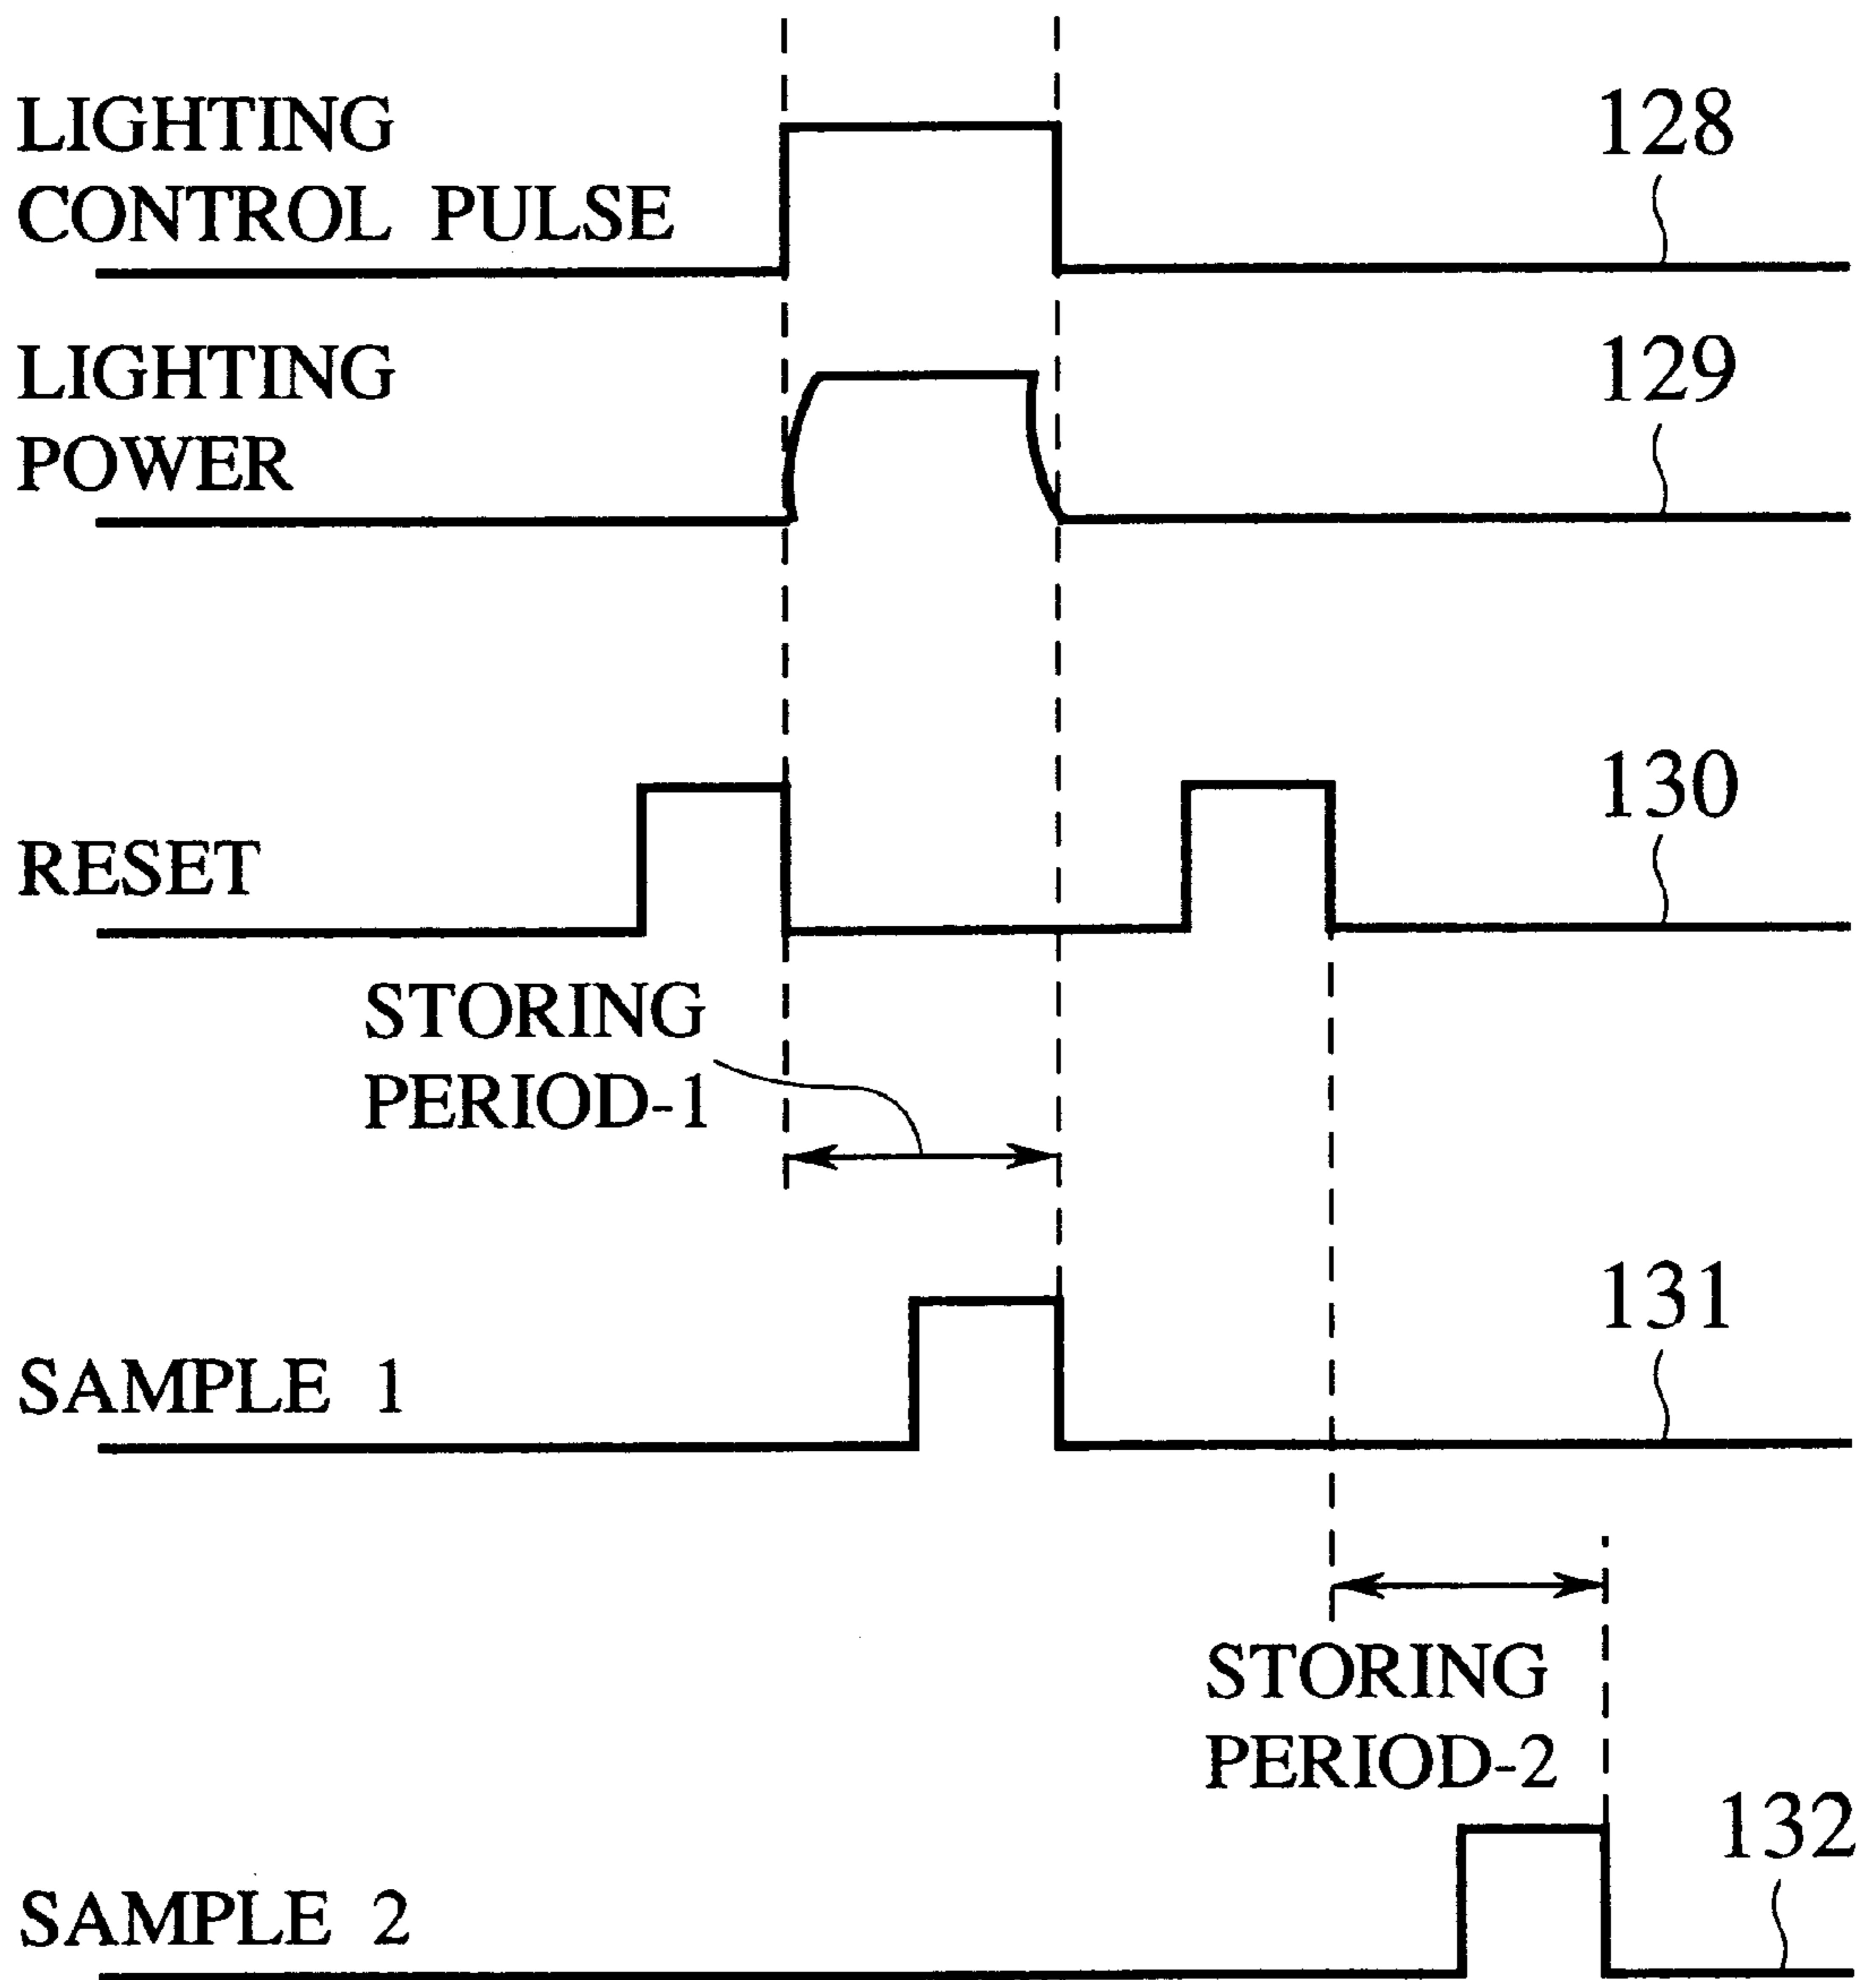 LIGHTING
CONTROL PULSE
128
LIGHTING
POWER
129
RESET
130
STORING
PERIOD-1
SAMPLE 1
131
STORING
PERIOD-2
SAMPLE 2
132